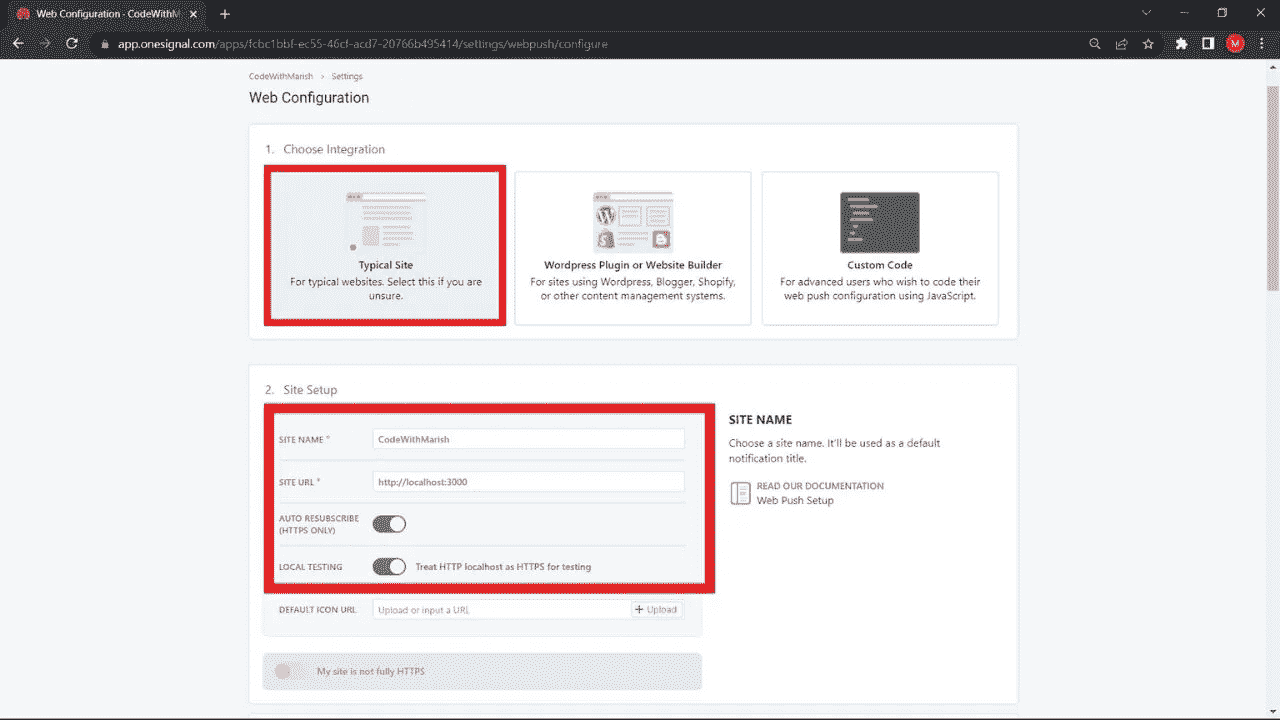 Web Configuration - CodeWithM
app.onesignal.com/apps/fcbc1bbf-ec55-46cf-acd7-20766b495414/settings/webpush/configure
M
CodeWithMarish > Settings
Web Configuration
1. Choose Integration
Typical Site
For typical websites. Select this if you are
unsure.
Wordpress Plugin or Website Builder
For sites using Wordpress, Blogger, Shopify,
or other content management systems.
Custom Code
For advanced users who wish to code their
web push configuration using JavaScript.
2. Site Setup
SITE NAME *
CodeWithMarish
SITE URL *
http://localhost:3000
AUTO RESUBSCRIBE
(HTTPS ONLY)
LOCAL TESTING
Treat HTTP localhost as HTTPS for testing
DEFAULT ICON URL
Upload or input a URL
+ Upload
My site is not fully HTTPS
SITE NAME
Choose a site name. It'll be used as a default
notification title.
READ OUR DOCUMENTATION
Web Push Setup